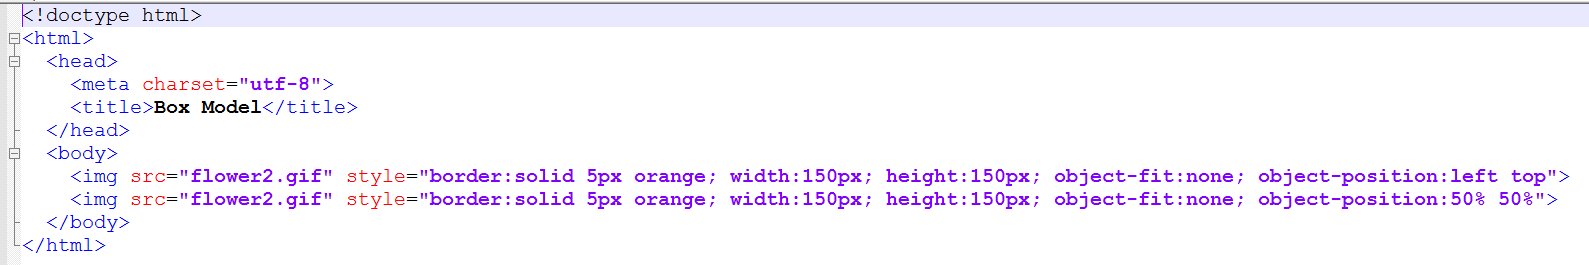 <!doctype html>
<html>
<head>
<meta charset="utf-8">
<title>Box Model</title>
</head>
<body>
<img src="flower2.gif" style="border:solid 5px orange; width:150px; height:150px; object-fit:none; object-position:left top">
<img src="flower2.gif" style="border:solid 5px orange; width:150px; height:150px; object-fit:none; object-position:50% 50%">
</body>
</html>